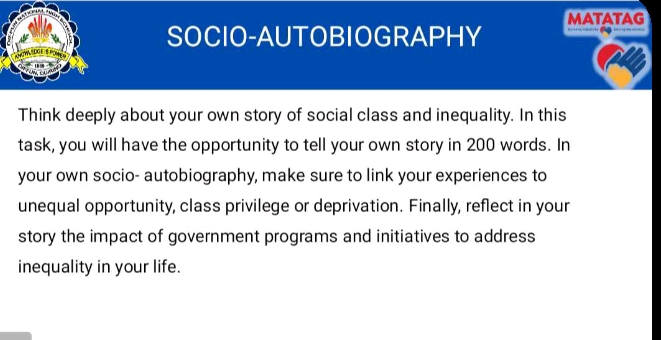 SOCIO-AUTOBIOGRAPHY
MATATAG
KNOWLEDGE IS POWER
Think deeply about your own story of social class and inequality. In this
task, you will have the opportunity to tell your own story in 200 words. In
your own socio- autobiography, make sure to link your experiences to
unequal opportunity, class privilege or deprivation. Finally, reflect in your
story the impact of government programs and initiatives to address
inequality in your life.